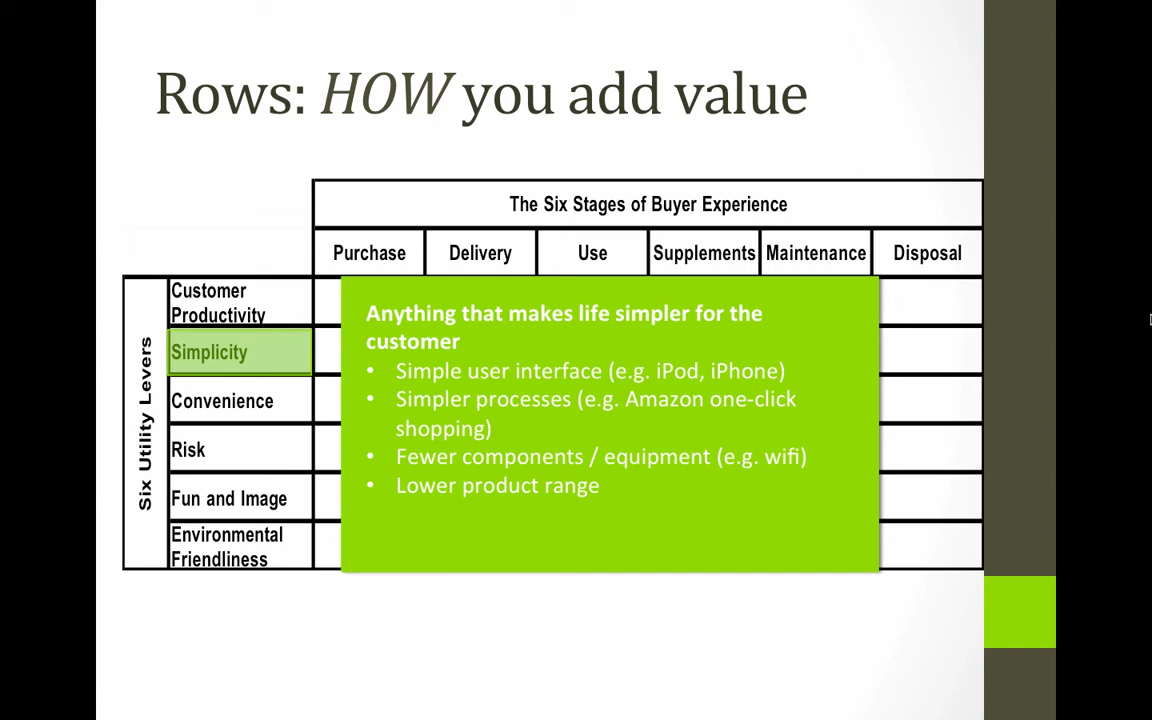 Rows: HOW you add value
The Six Stages of Buyer Experience
Purchase Delivery Use Supplements Maintenance Disposal
Six Utility Levers
Customer
Productivity
Simplicity
Convenience
Risk
Fun and Image
Environmental
Friendliness
Anything that makes life simpler for the
customer
• Simple user interface (e.g. iPod, iPhone)
• Simpler processes (e.g. Amazon one-click
shopping)
• Fewer components / equipment (e.g. wifi)
• Lower product range